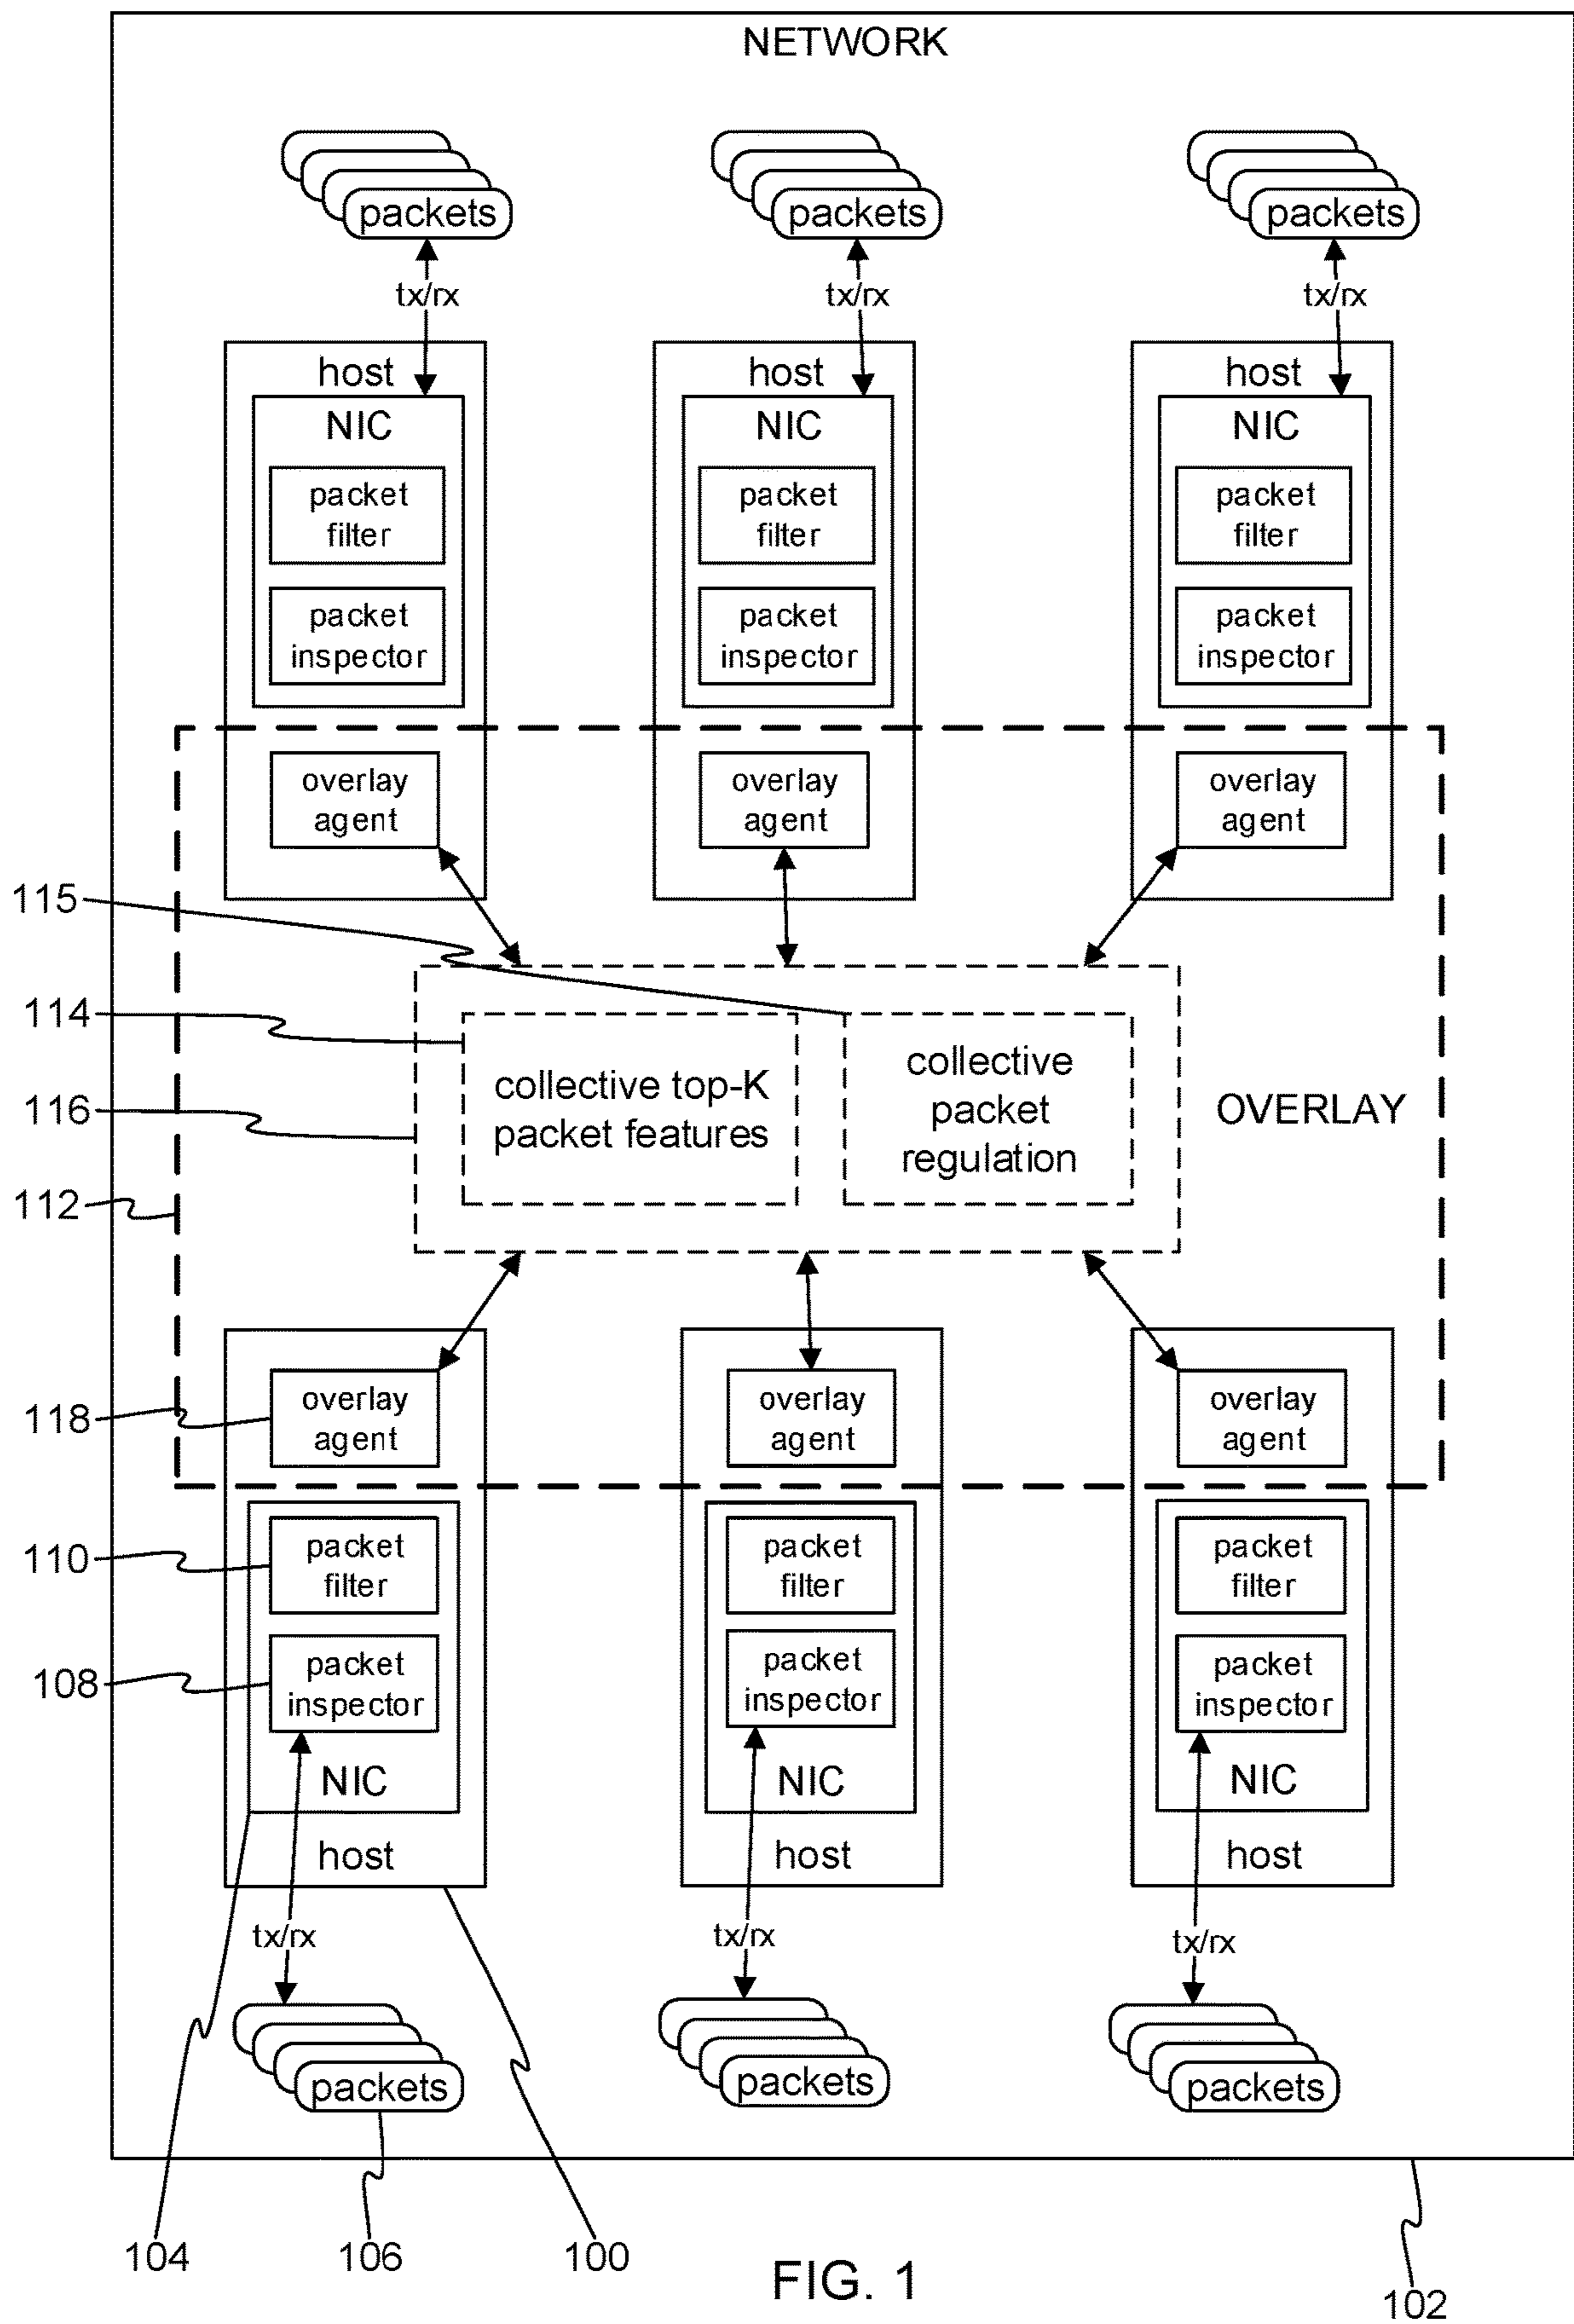 NETWORK
packets
packets
packets
tx/rx
tx/rx
tx/rx
host
host
host
NIC
NIC
NIC
packet
filter
packet
filter
packet
filter
packet
inspector
packet
inspector
packet
inspector
overlay
agent
overlay
agent
overlay
agent
115
114
116
112
collective top-K
packet features
collective
packet
regulation
OVERLAY
118
overlay
agent
overlay
agent
overlay
agent
110
packet
filter
packet
filter
packet
filter
108
packet
inspector
packet
inspector
packet
inspector
NIC
NIC
NIC
host
host
host
tx/rx
tx/rx
tx/rx
packets
packets
packets
104
106
100
FIG. 1
102